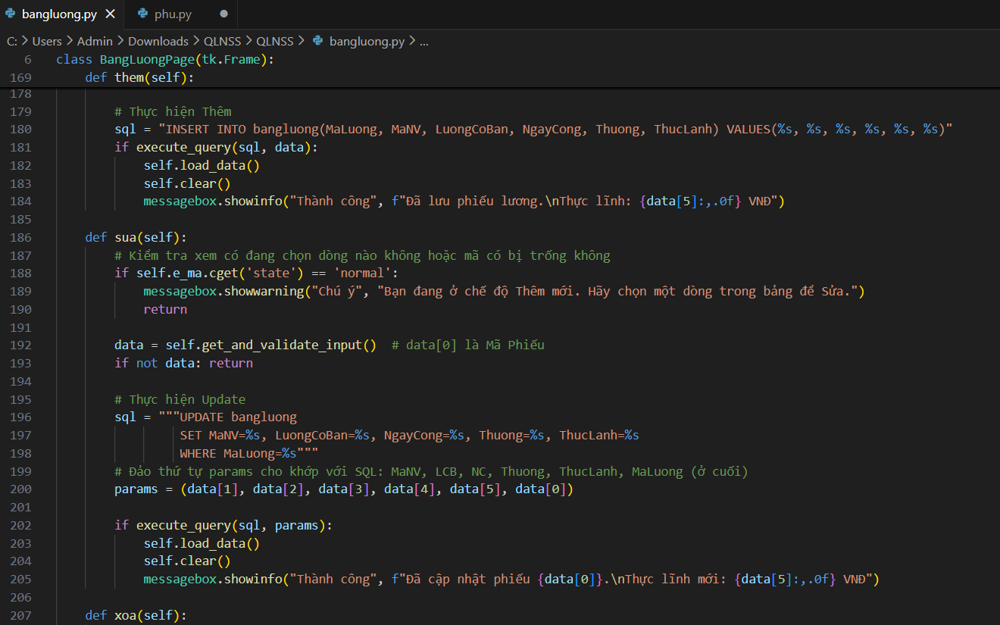 bangluong.py
phu.py
C: > Users > Admin > Downloads > QLNSS > QLNSS > bangluong.py > ...
6 class BangLuongPage(tk.Frame):
169 def them(self):
178
179 # Thực hiện Thêm
180 sql = "INSERT INTO bangluong(MaLuong, MaNV, LuongCoBan, NgayCong, Thuong, ThucLanh) VALUES(%s, %s, %s, %s, %s, %s)"
181 if execute_query(sql, data):
182 self.load_data()
183 self.clear()
184 messagebox.showinfo("Thành công", f"Đã lưu phiếu lương.\nThực lĩnh: {data[5]:,.0f} VNĐ")
185
186 def sua(self):
187 # Kiểm tra xem có đang chọn dòng nào không hoặc mã có bị trống không
188 if self.e_ma.cget('state') == 'normal':
189 messagebox.showwarning("Chú ý", "Bạn đang ở chế độ Thêm mới. Hãy chọn một dòng trong bảng để Sửa.")
190 return
191
192 data = self.get_and_validate_input()  # data[0] là Mã Phiếu
193 if not data: return
194
195 # Thực hiện Update
196 sql = """UPDATE bangluong
197 SET MaNV=%s, LuongCoBan=%s, NgayCong=%s, Thuong=%s, ThucLanh=%s
198 WHERE MaLuong=%s"""
199 # Đảo thứ tự params cho khớp với SQL: MaNV, LCB, NC, Thuong, ThucLanh, MaLuong (ở cuối)
200 params = (data[1], data[2], data[3], data[4], data[5], data[0])
201
202 if execute_query(sql, params):
203 self.load_data()
204 self.clear()
205 messagebox.showinfo("Thành công", f"Đã cập nhật phiếu {data[0]}.\nThực lĩnh mới: {data[5]:,.0f} VNĐ")
206
207 def xoa(self):